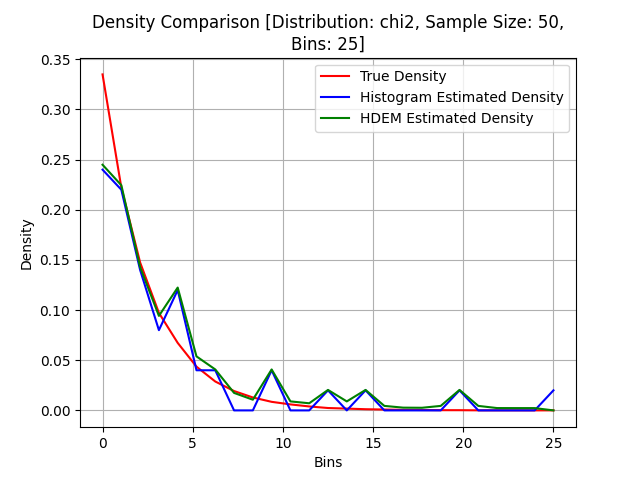 Density Comparison [Distribution: chi2, Sample Size: 50,
Bins: 25]
True Density
Histogram Estimated Density
HDEM Estimated Density
Density
0.35
0.30
0.25
0.20
0.15
0.10
0.05
0.00
0 5 10 15 20 25
Bins